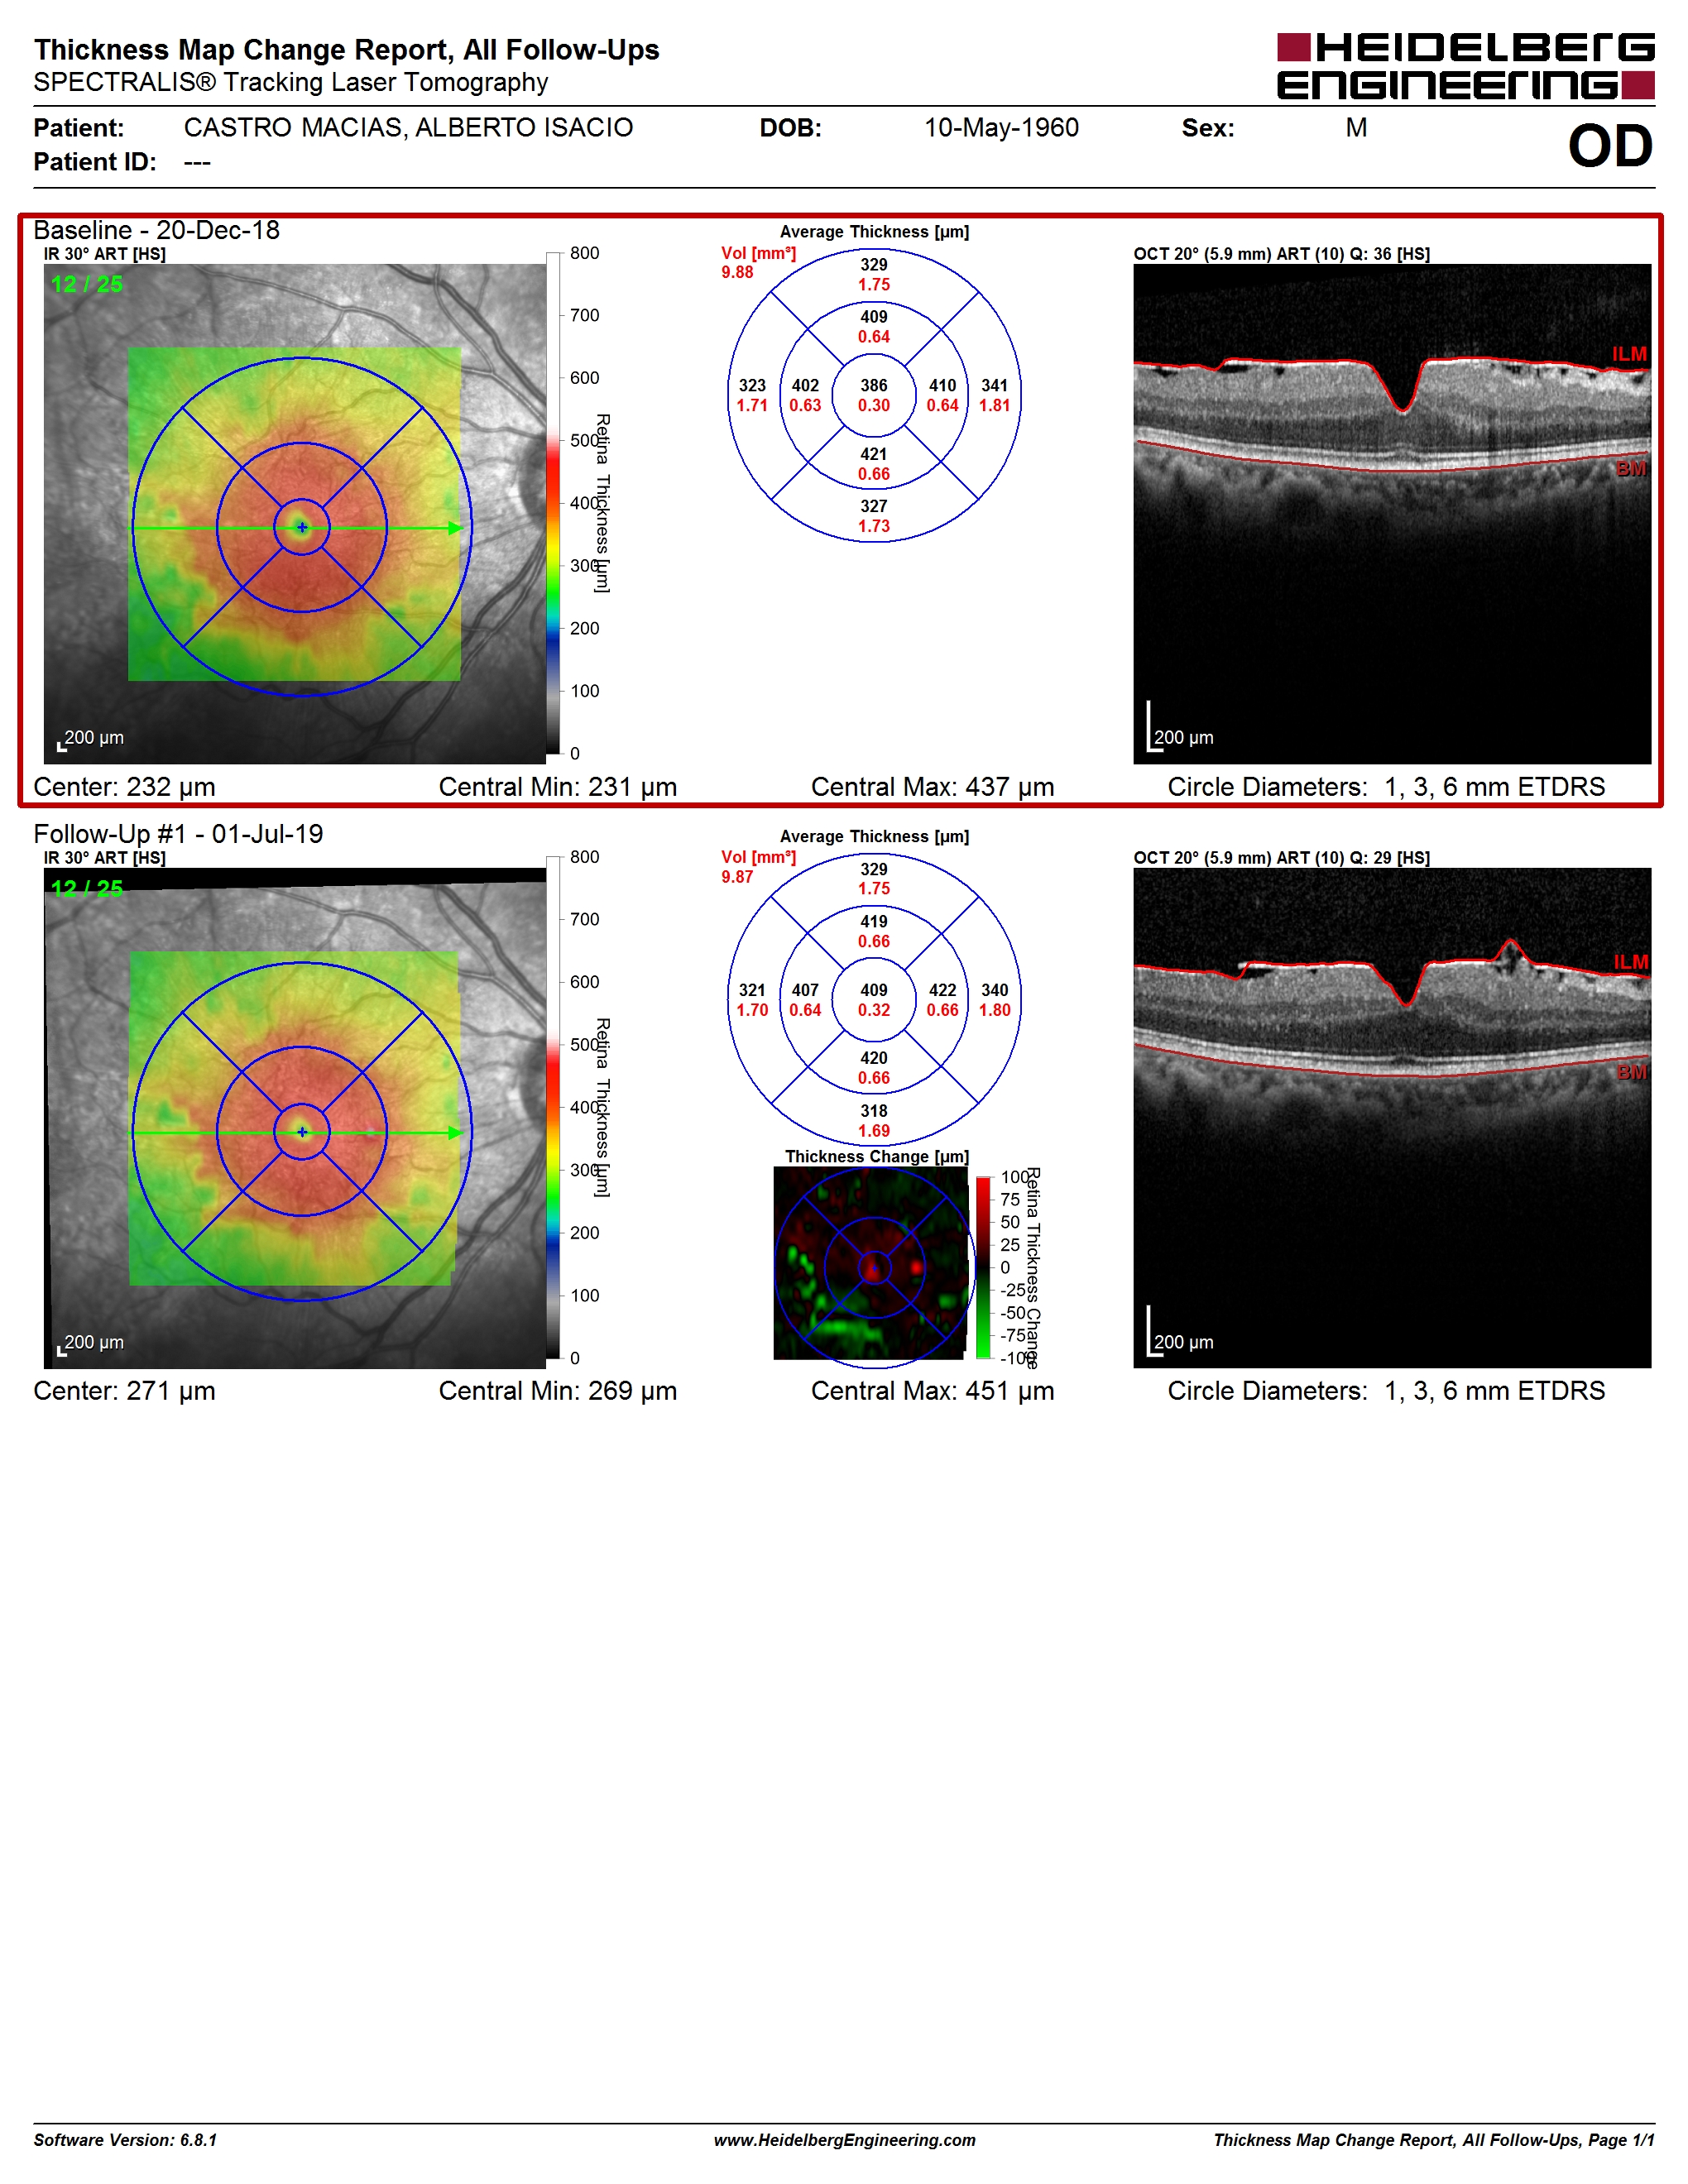 Thickness Map Change Report, All Follow-Ups
SPECTRALIS® Tracking Laser Tomography
HEIDELBERG
ENGINEERING
Patient: CASTRO MACIAS, ALBERTO ISACIO DOB: 10-May-1960 Sex: M
OD
Patient ID: ---
Baseline - 20-Dec-18
IR 30° ART [HS]
12 / 25
200 µm
800
700
600
500
400
300
200
100
0
Retina Thickness [µm]
Average Thickness [µm]
Vol [mm³]
9.88
329
1.75
409
0.64
323 402 386 410 341
1.71 0.63 0.30 0.64 1.81
421
0.66
327
1.73
OCT 20° (5.9 mm) ART (10) Q: 36 [HS]
ILM
BM
200 µm
Center: 232 µm Central Min: 231 µm Central Max: 437 µm Circle Diameters: 1, 3, 6 mm ETDRS
Follow-Up #1 - 01-Jul-19
IR 30° ART [HS]
12 / 25
200 µm
800
700
600
500
400
300
200
100
0
Retina Thickness [µm]
Average Thickness [µm]
Vol [mm³]
9.87
329
1.75
419
0.66
321 407 409 422 340
1.70 0.64 0.32 0.66 1.80
420
0.66
318
1.69
Thickness Change [µm]
100
75
50
25
0
-25
-50
-75
-100
Retina Thickness Change
OCT 20° (5.9 mm) ART (10) Q: 29 [HS]
ILM
BM
200 µm
Center: 271 µm Central Min: 269 µm Central Max: 451 µm Circle Diameters: 1, 3, 6 mm ETDRS
Software Version: 6.8.1 www.HeidelbergEngineering.com Thickness Map Change Report, All Follow-Ups, Page 1/1